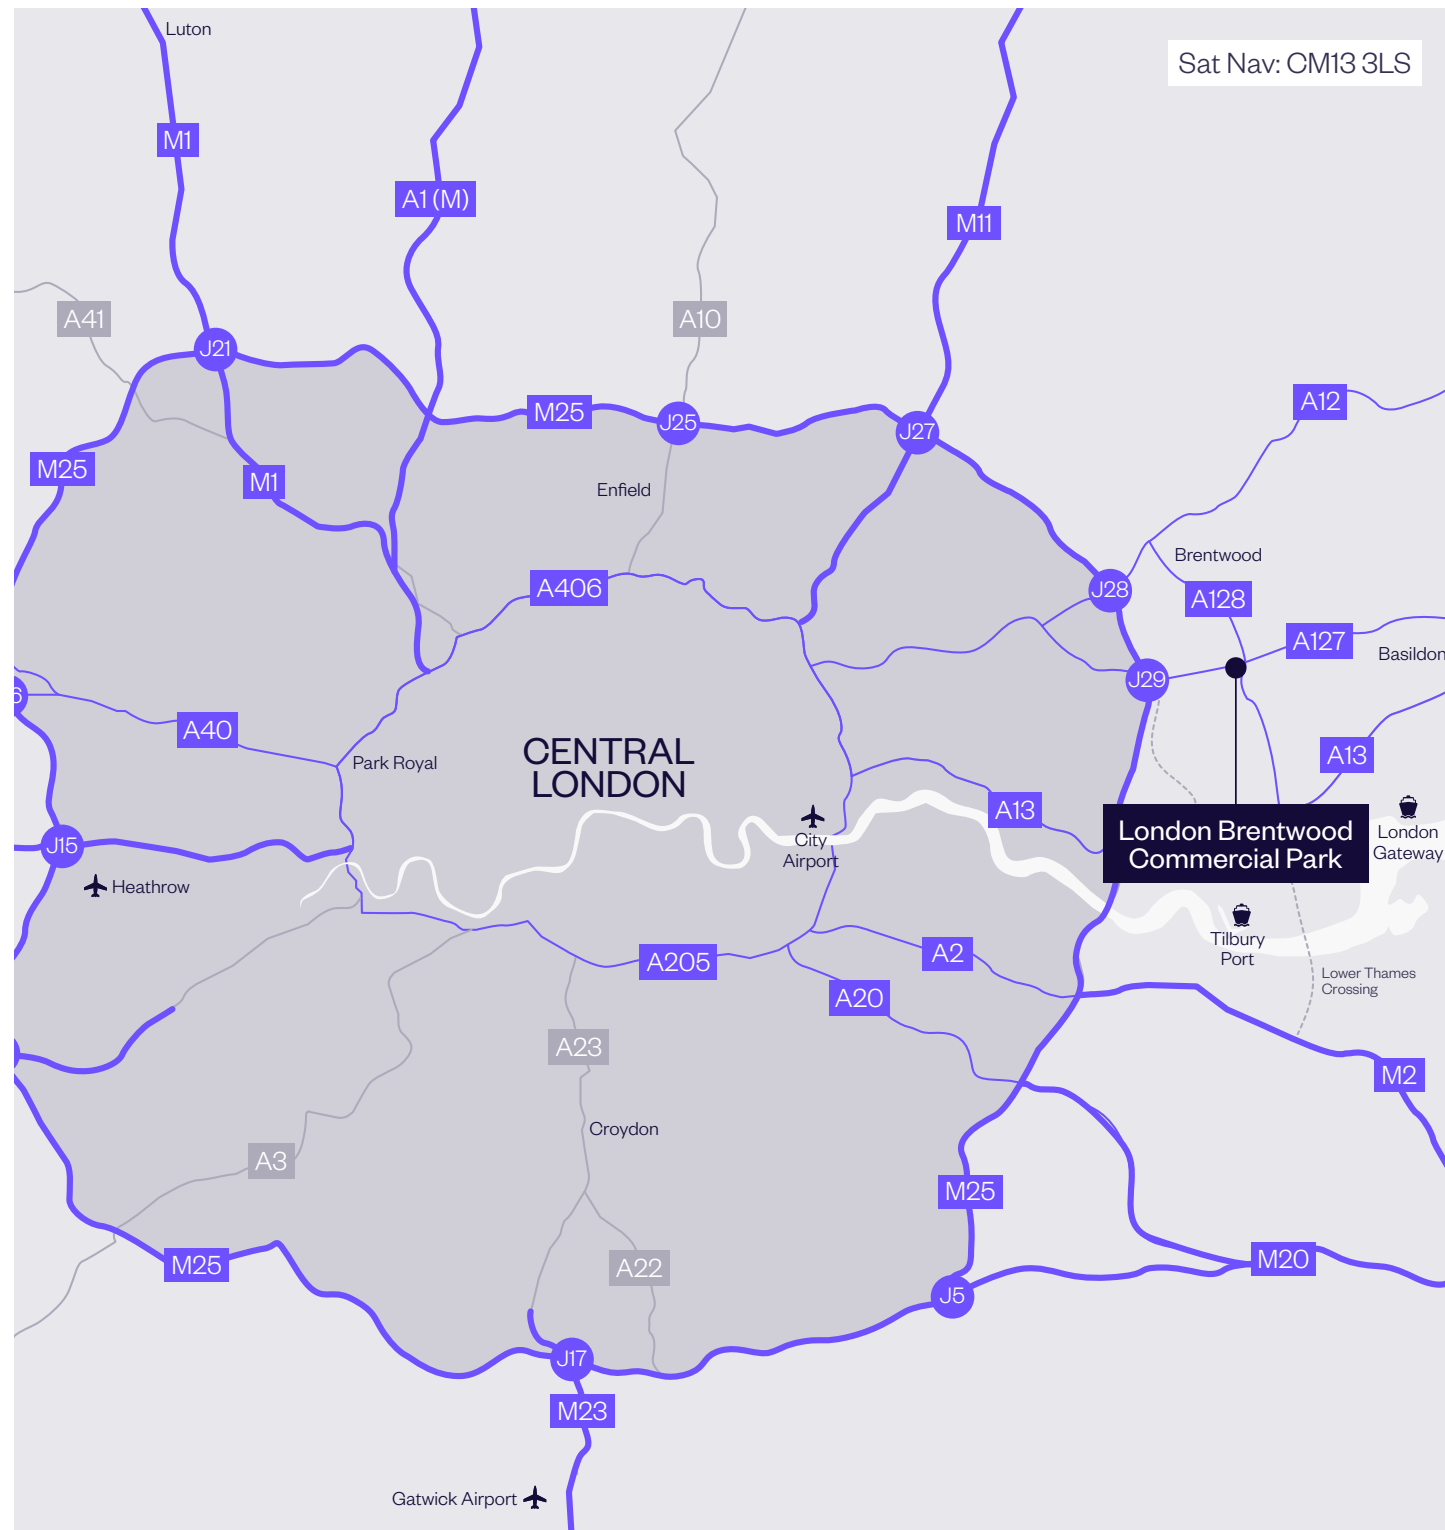 Luton
Sat Nav: CM13 3LS
M1
A1 (M)
M11
A41
A10
J21
A12
M25
J25
J27
M25
M1
Enfield
Brentwood
A406
J28
A128
A127
Basildon
J29
6
A40
CENTRAL
LONDON
Park Royal
A13
A13
London Brentwood
Commercial Park
City
Airport
London
Gateway
J15
Heathrow
Tilbury
Port
A205
A2
Lower Thames
Crossing
A20
A23
M2
Croydon
A3
M25
M25
A22
M20
J5
J17
M23
Gatwick Airport